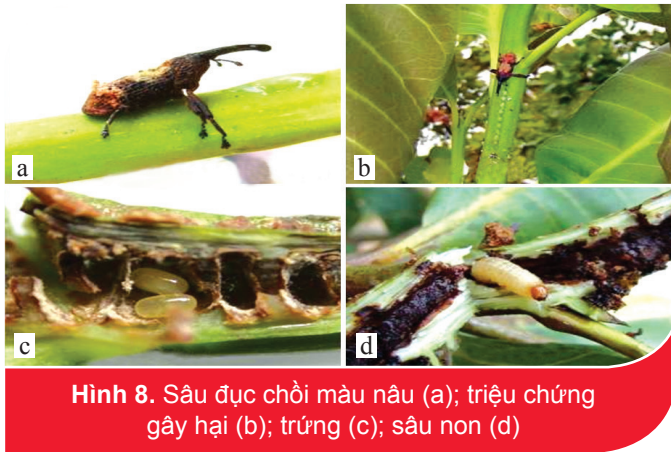 a
b
c
d
Hình 8. Sâu đục chồi màu nâu (a); triệu chứng
gây hại (b); trứng (c); sâu non (d)